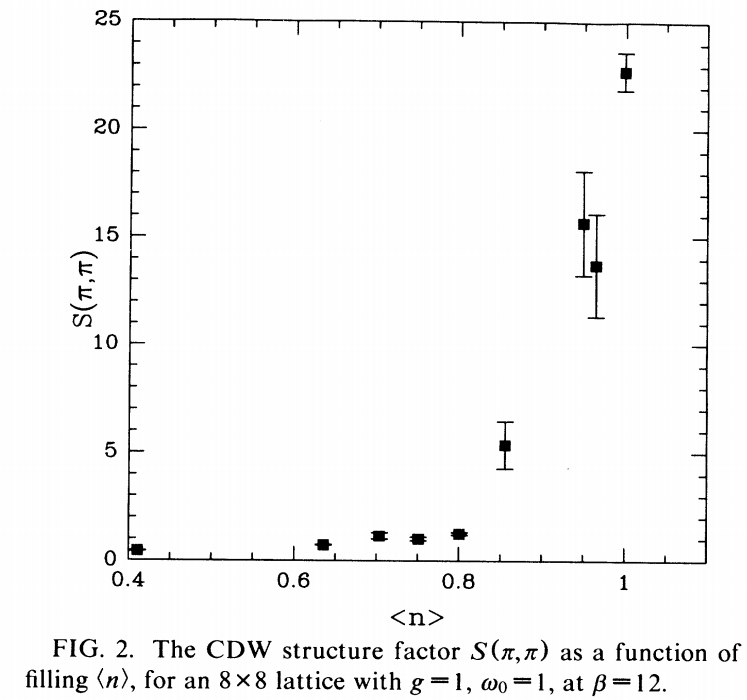 25
20
15
10
5
0
S(π,π)
0.4 0.6 0.8 1
<n>
FIG. 2. The CDW structure factor S(π,π) as a function of
filling ⟨n⟩, for an 8×8 lattice with g=1, ω₀=1, at β=12.